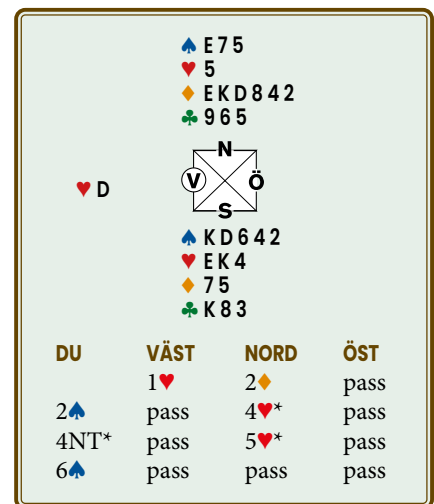 ♠ E 7 5
♥ 5
♦ E K D 8 4 2
♣ 9 6 5
N
♥ D V Ö
S
♠ K D 6 4 2
♥ E K 4
♦ 7 5
♣ K 8 3
DU VÄST NORD ÖST
1♥ 2♦ pass
2♠ pass 4♥* pass
4NT* pass 5♥* pass
6♠ pass pass pass